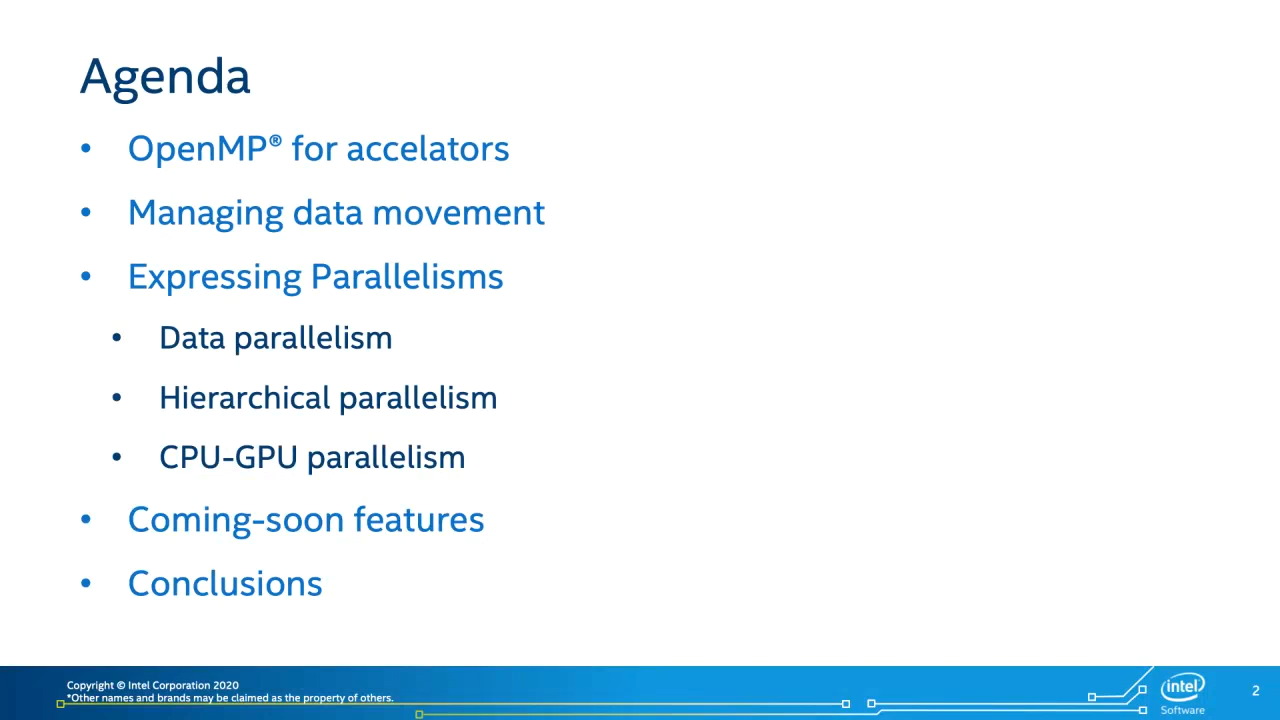 Agenda
• OpenMP® for accelators
• Managing data movement
• Expressing Parallelisms
• Data parallelism
• Hierarchical parallelism
• CPU-GPU parallelism
• Coming-soon features
• Conclusions
Copyright © Intel Corporation 2020
*Other names and brands may be claimed as the property of others.
intel
Software
2